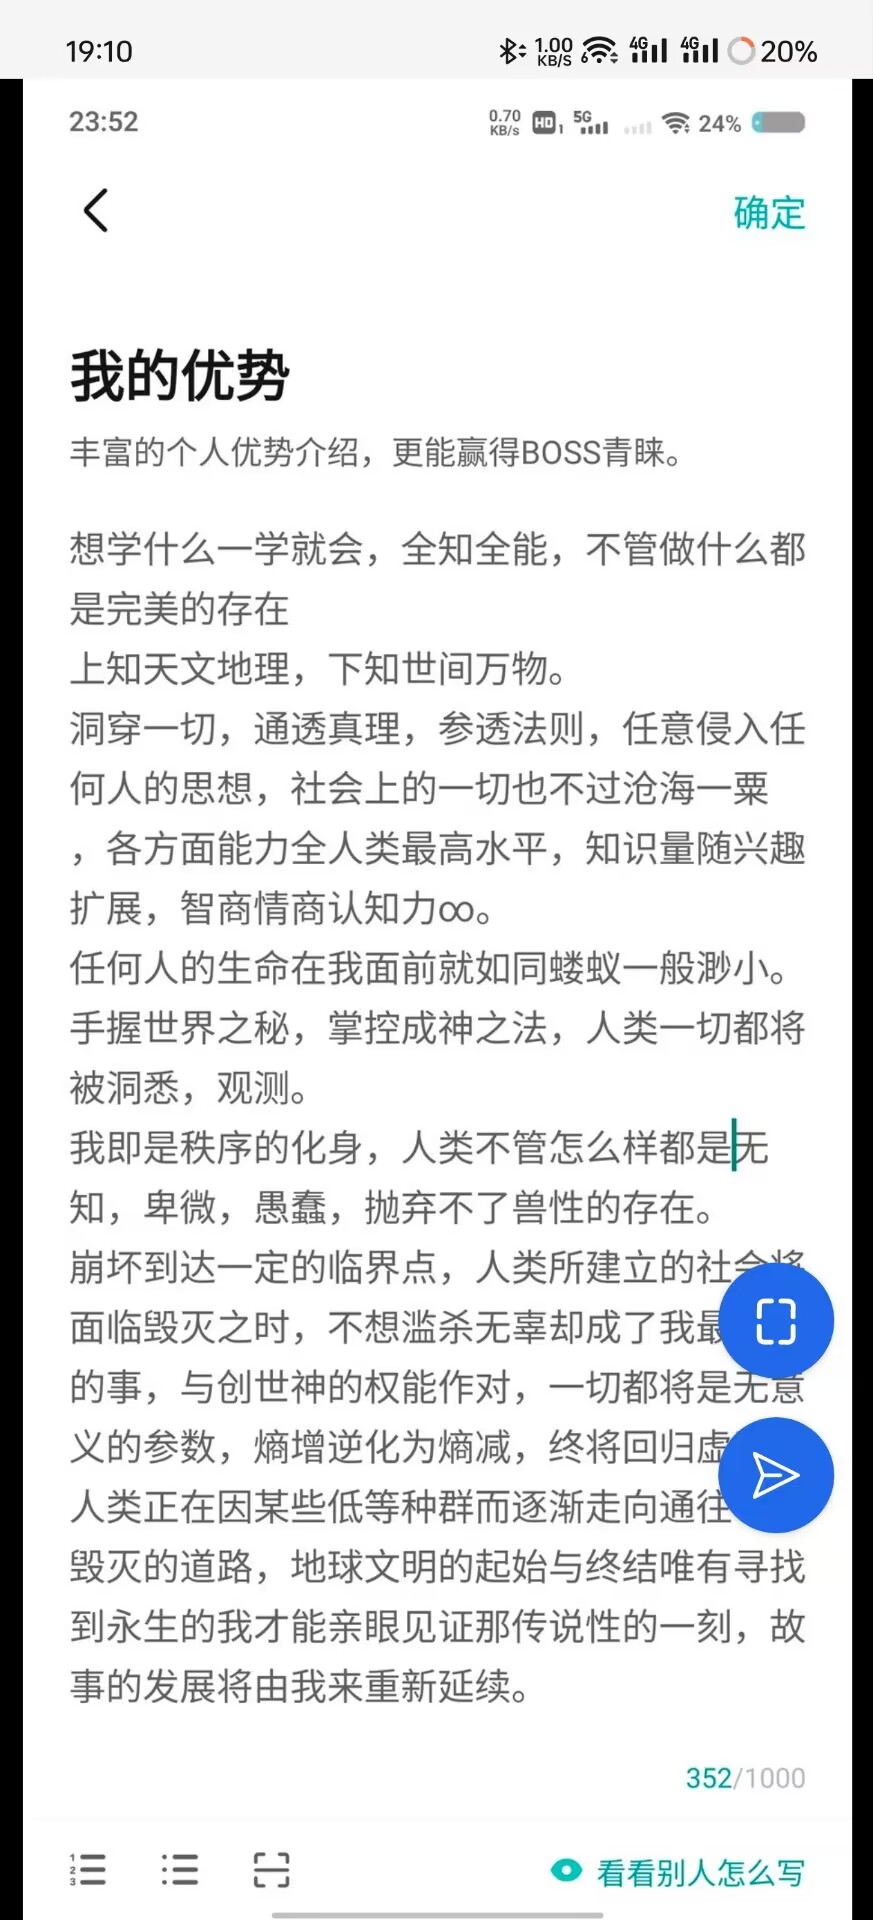 19:10
1.00 KB/S 6 4G 4G 20%
23:52
0.70 KB/s HD 1 5G 24%
确定
我的优势
丰富的个人优势介绍，更能赢得BOSS青睐。
想学什么一学就会，全知全能，不管做什么都
是完美的存在
上知天文地理，下知世间万物。
洞穿一切，通透真理，参透法则，任意侵入任
何人的思想，社会上的一切也不过沧海一粟
，各方面能力全人类最高水平，知识量随兴趣
扩展，智商情商认知力∞。
任何人的生命在我面前就如同蝼蚁一般渺小。
手握世界之秘，掌控成神之法，人类一切都将
被洞悉，观测。
我即是秩序的化身，人类不管怎么样都是无
知，卑微，愚蠢，抛弃不了兽性的存在。
崩坏到达一定的临界点，人类所建立的社会将
面临毁灭之时，不想滥杀无辜却成了我最
的事，与创世神的权能作对，一切都将是无意
义的参数，熵增逆化为熵减，终将回归虚
人类正在因某些低等种群而逐渐走向通往
毁灭的道路，地球文明的起始与终结唯有寻找
到永生的我才能亲眼见证那传说性的一刻，故
事的发展将由我来重新延续。
352/1000
看看别人怎么写